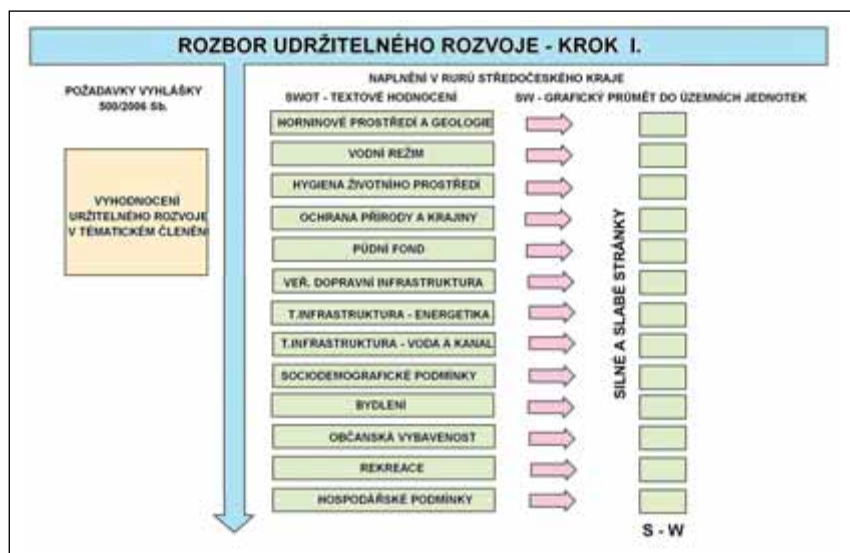 ROZBOR UDRŽITELNÉHO ROZVOJE - KROK I.
POŽADAVKY VYHLÁŠKY
500/2006 Sb.
NAPLNĚNÍ V RURÚ STŘEDOČESKÉHO KRAJE
SWOT - TEXTOVÉ HODNOCENÍ
SW - GRAFICKÝ PRŮMĚT DO ÚZEMNÍCH JEDNOTEK
VYHODNOCENÍ
URŽITELNÉHO ROZVOJE
V TÉMATICKÉM ČLENĚNÍ
HORNINOVÉ PROSTŘEDÍ A GEOLOGIE
VODNÍ REŽIM
HYGIENA ŽIVOTNÍHO PROSTŘEDÍ
OCHRANA PŘÍRODY A KRAJINY
PŮDNÍ FOND
VEŘ. DOPRAVNÍ INFRASTRUKTURA
T.INFRASTRUKTURA - ENERGETIKA
T.INFRASTRUKTURA - VODA A KANAL
SOCIODEMOGRAFICKÉ PODMÍNKY
BYDLENÍ
OBČANSKÁ VYBAVENOST
REKREACE
HOSPODÁŘSKÉ PODMÍNKY
SILNÉ A SLABÉ STRÁNKY
S - W